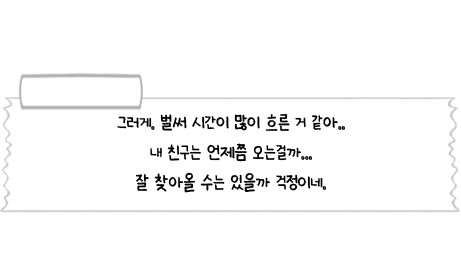 그러게. 벌써 시간이 많이 흐른 거 같아..
내 친구는 언제쯤 오는걸까...
잘 찾아올 수는 있을까 걱정이네.